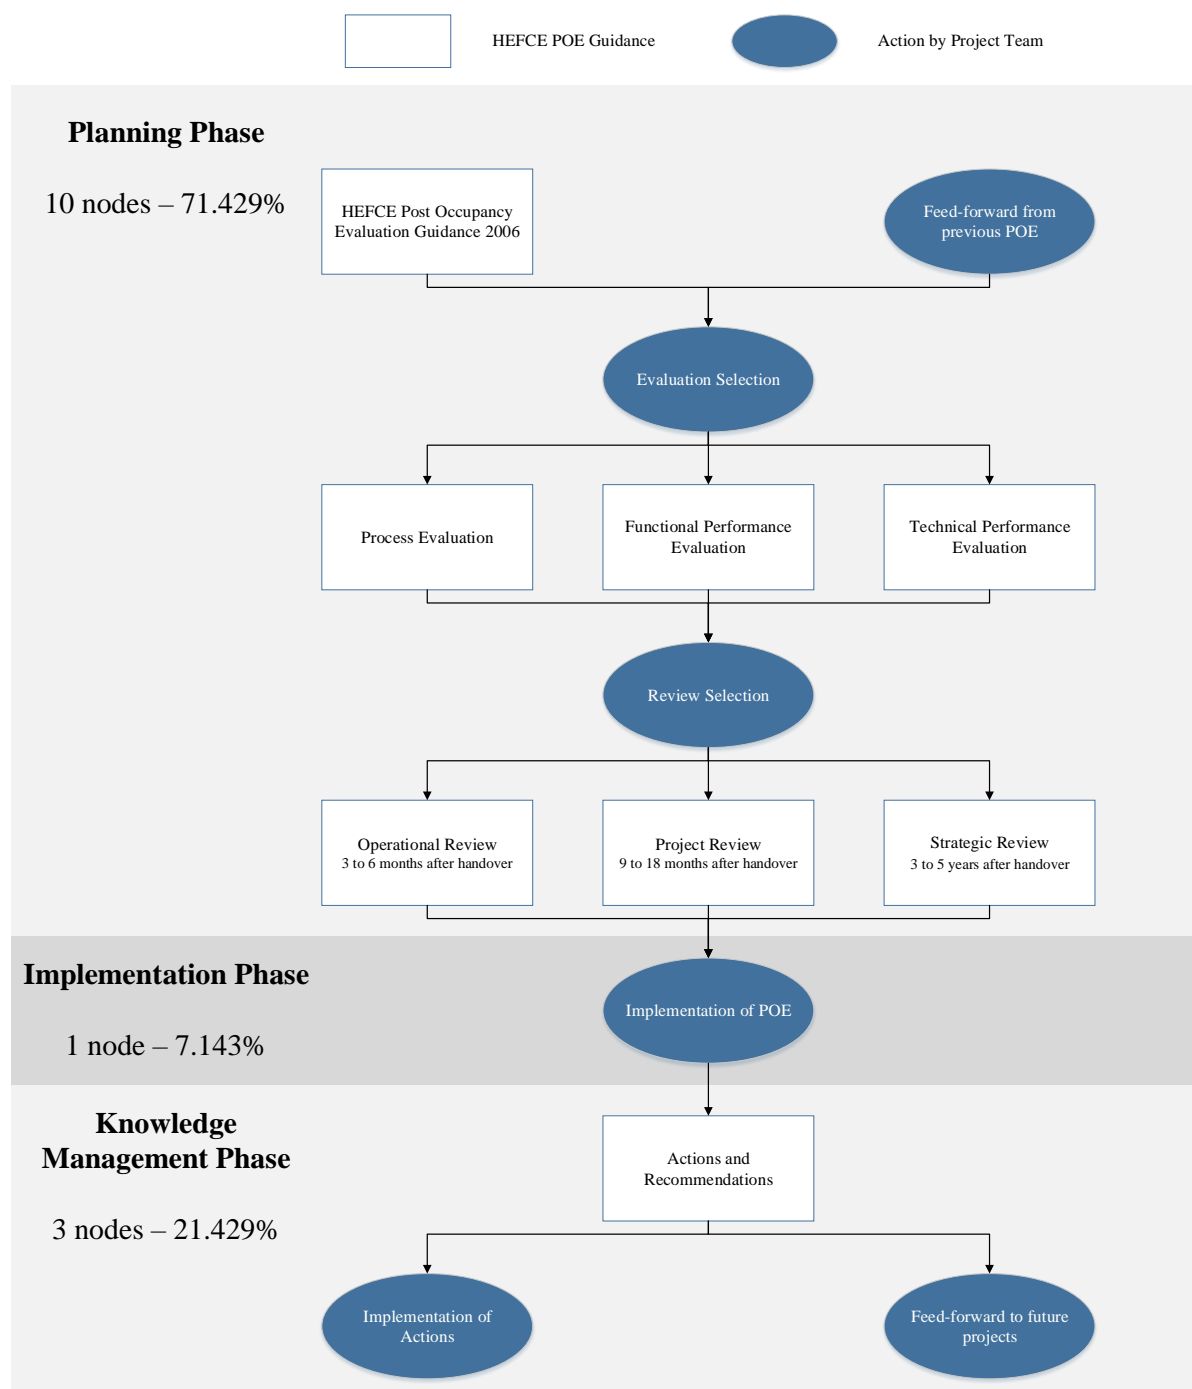 HEFCE POE Guidance
Action by Project Team
Planning Phase
10 nodes – 71.429%
HEFCE Post Occupancy
Evaluation Guidance 2006
Feed-forward from
previous POE
Evaluation Selection
Process Evaluation
Functional Performance
Evaluation
Technical Performance
Evaluation
Review Selection
Operational Review
3 to 6 months after handover
Project Review
9 to 18 months after handover
Strategic Review
3 to 5 years after handover
Implementation Phase
1 node – 7.143%
Implementation of POE
Knowledge
Management Phase
3 nodes – 21.429%
Actions and
Recommendations
Implementation of
Actions
Feed-forward to future
projects